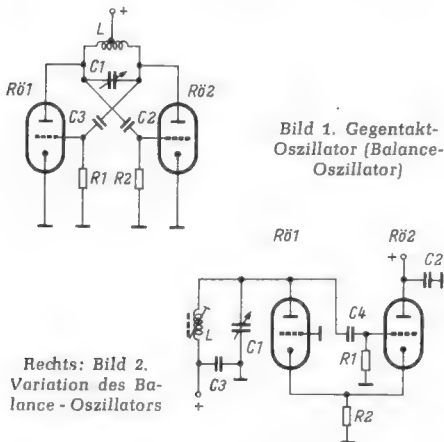 +
L
C1
Rö1
C3
C2
Rö2
R1
R2
Bild 1. Gegentakt-
Oszillator (Balance-
Oszillator)
Rö1
Rö2
+
C2
L
C1
C4
R1
C3
+
R2
Rechts: Bild 2.
Variation des Ba-
lance-Oszillators